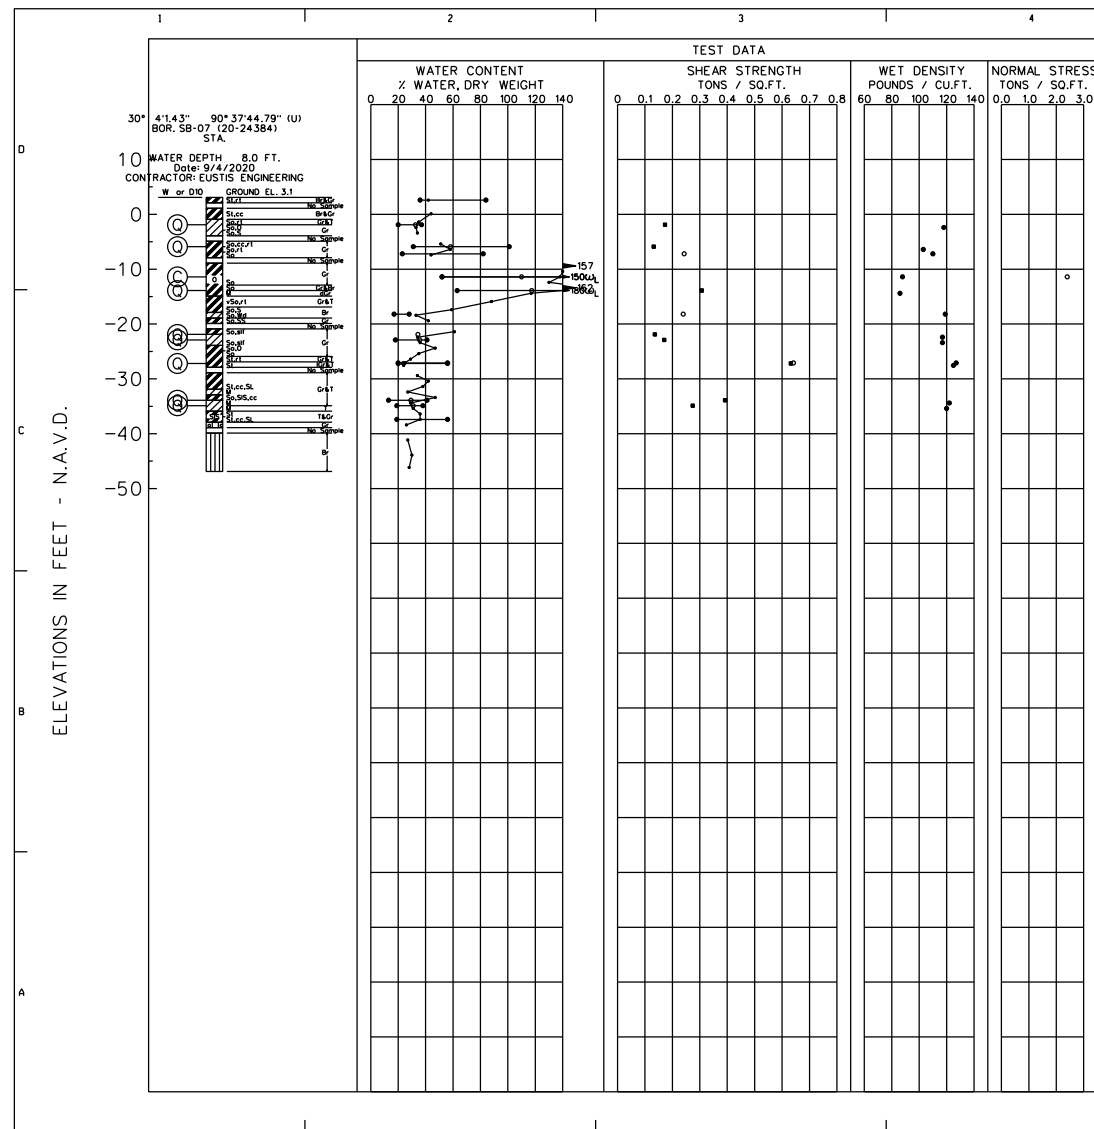 1 2 3 4
TEST DATA
WATER CONTENT
% WATER, DRY WEIGHT
0 20 40 60 80 100 120 140
SHEAR STRENGTH
TONS / SQ.FT.
0 0.1 0.2 0.3 0.4 0.5 0.6 0.7 0.8
WET DENSITY
POUNDS / CU.FT.
60 80 100 120 140
NORMAL STRESS
TONS / SQ.FT.
0.0 1.0 2.0 3.0
30° 4'1.43" 90° 37'44.79" (U)
BOR. SB-07 (20-24384)
STA.
WATER DEPTH 8.0 FT.
Date: 9/4/2020
CONTRACTOR: EUSTIS ENGINEERING
W or D10 GROUND EL. 3.1
10
0
-10
-20
-30
-40
-50
St,rt Br&Gr
No Sample
St,cc Br&Gr
So,rt Gr&T
So,O Gr
So,S
No Sample
So,cc,rt
So,rt Gr
So
No Sample
Gr
O
So
So Gr&Br
M dGr
vSo,rt Gr&T
So,S Br
So,Wd
So,SS Gr
No Sample
So,slf
So,slf Gr
So,O
So
St,rt Gr&T
St
No Sample
St,cc,SL Gr&T
M
So,SIS,cc
M
St T&Gr
St,cc,SL
Gr
No Sample
Br
Q
Q
C
Q
Q
Q
Q
Q
Q
157
150ωL
162
180ωL
D
C
B
A
ELEVATIONS IN FEET - N.A.V.D.